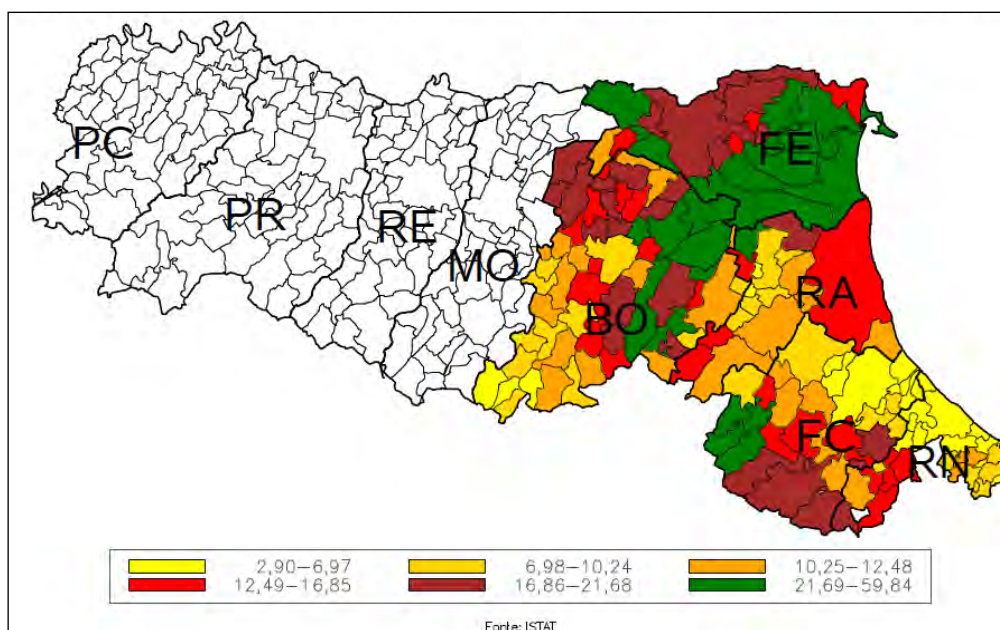 FE
PC
PR
RE
MO
RA
BO
FC
RN
2,90–6,97 6,98–10,24 10,25–12,48
12,49–16,85 16,86–21,68 21,69–59,84
Fonte: ISTAT